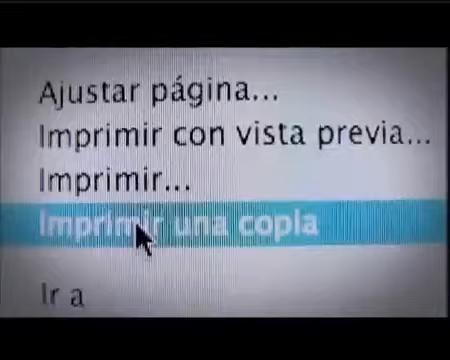 Ajustar página...
Imprimir con vista previa...
Imprimir...
Imprimir una copia
Ir a